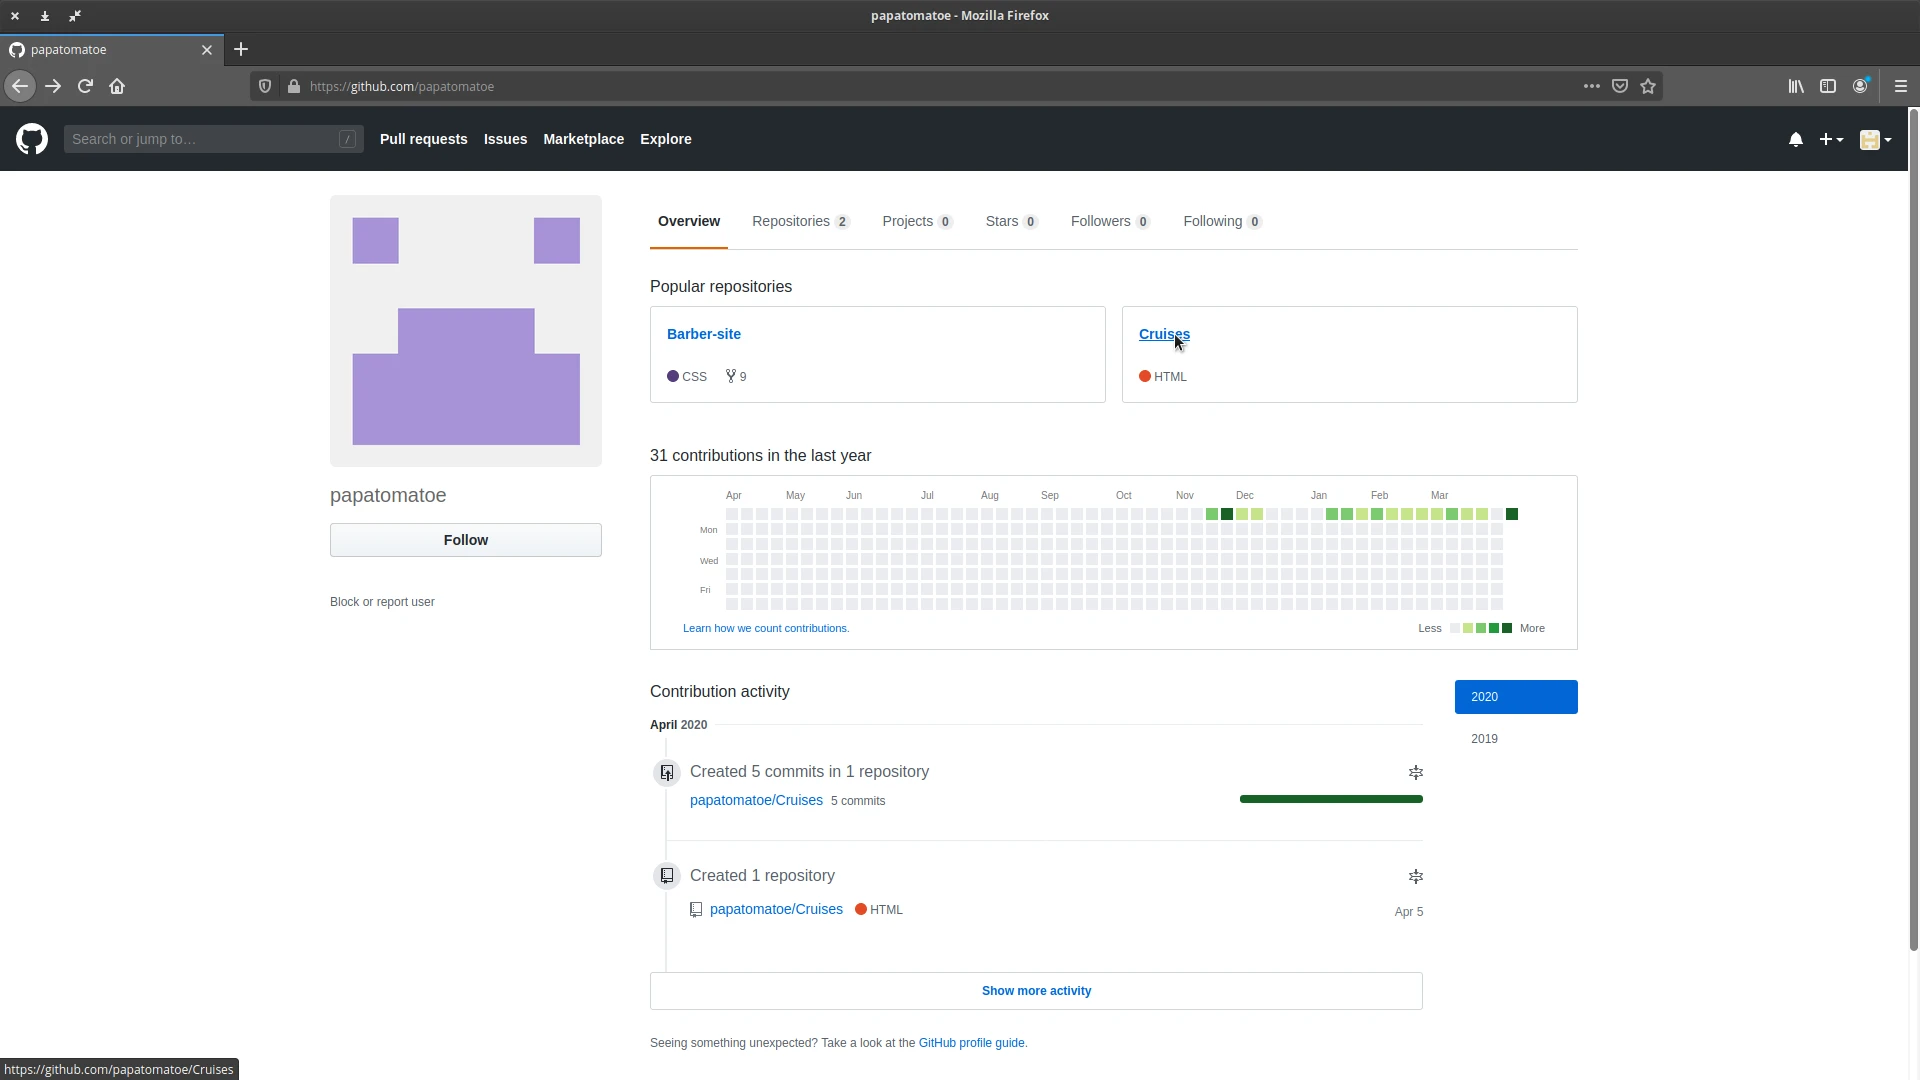 papatomatoe - Mozilla Firefox
papatomatoe
https://github.com/papatomatoe
Search or jump to…
/
Pull requests
Issues
Marketplace
Explore
Overview
Repositories 2
Projects 0
Stars 0
Followers 0
Following 0
Popular repositories
Barber-site
CSS 9
Cruises
HTML
papatomatoe
Follow
Block or report user
31 contributions in the last year
Apr May Jun Jul Aug Sep Oct Nov Dec Jan Feb Mar
Mon
Wed
Fri
Learn how we count contributions.
Less More
Contribution activity
2020
2019
April 2020
Created 5 commits in 1 repository
papatomatoe/Cruises 5 commits
Created 1 repository
papatomatoe/Cruises HTML Apr 5
Show more activity
Seeing something unexpected? Take a look at the GitHub profile guide.
https://github.com/papatomatoe/Cruises